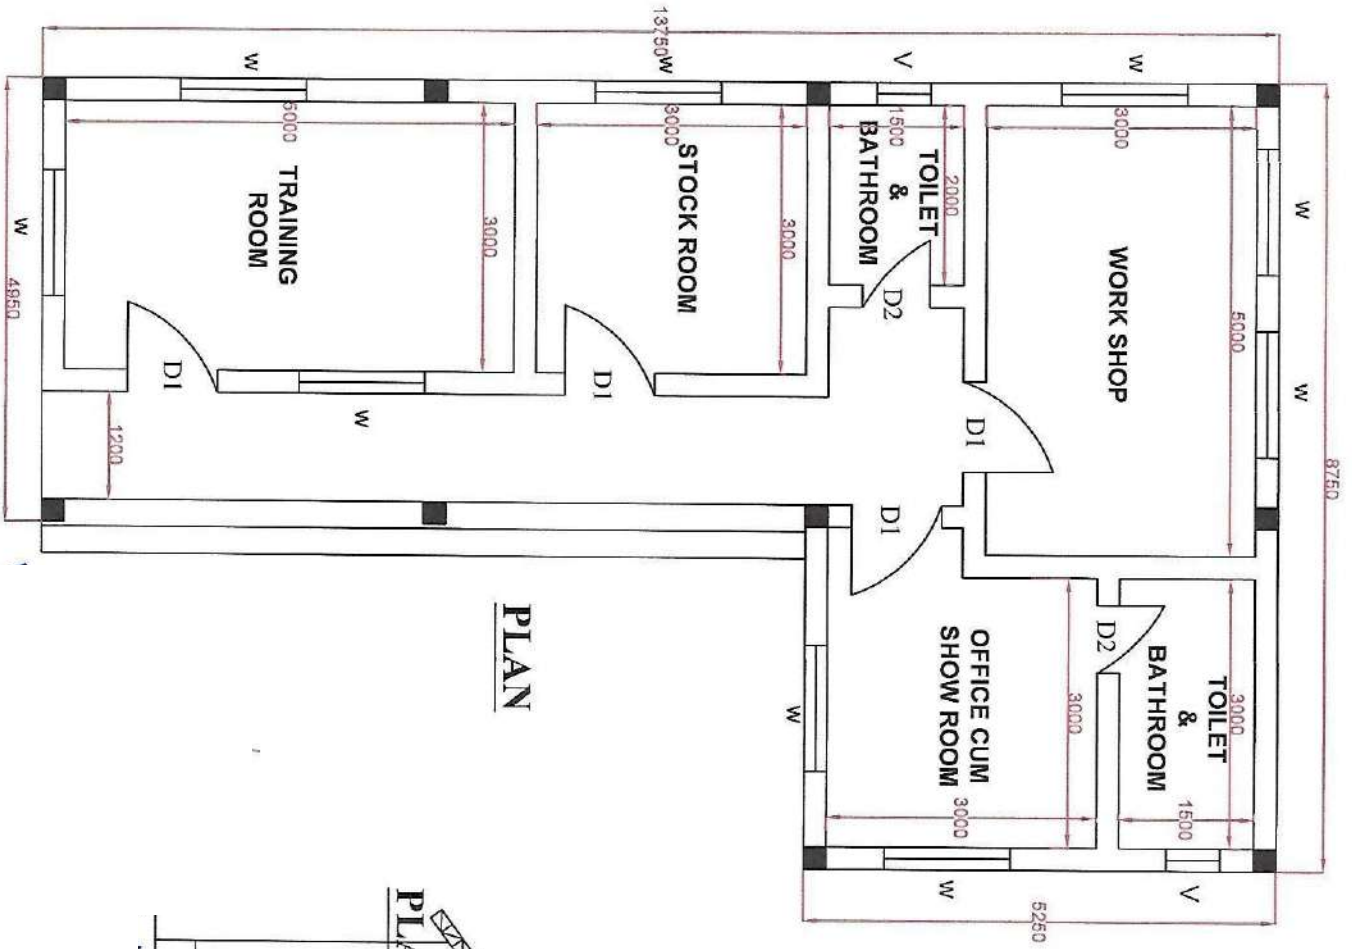 8750
W W
5000
3000
TOILET
&
BATHROOM
1500
V
WORK SHOP
3000
W
D2
3000
5250
OFFICE CUM
SHOW ROOM
3000
W
D1
2000
TOILET
&
BATHROOM
1500
V
D2
D1
W
3000
STOCK ROOM
3000
W
13750
D1
PLAN
3000
W
TRAINING
ROOM
5000
W
D1
1200
W
4950
PLA